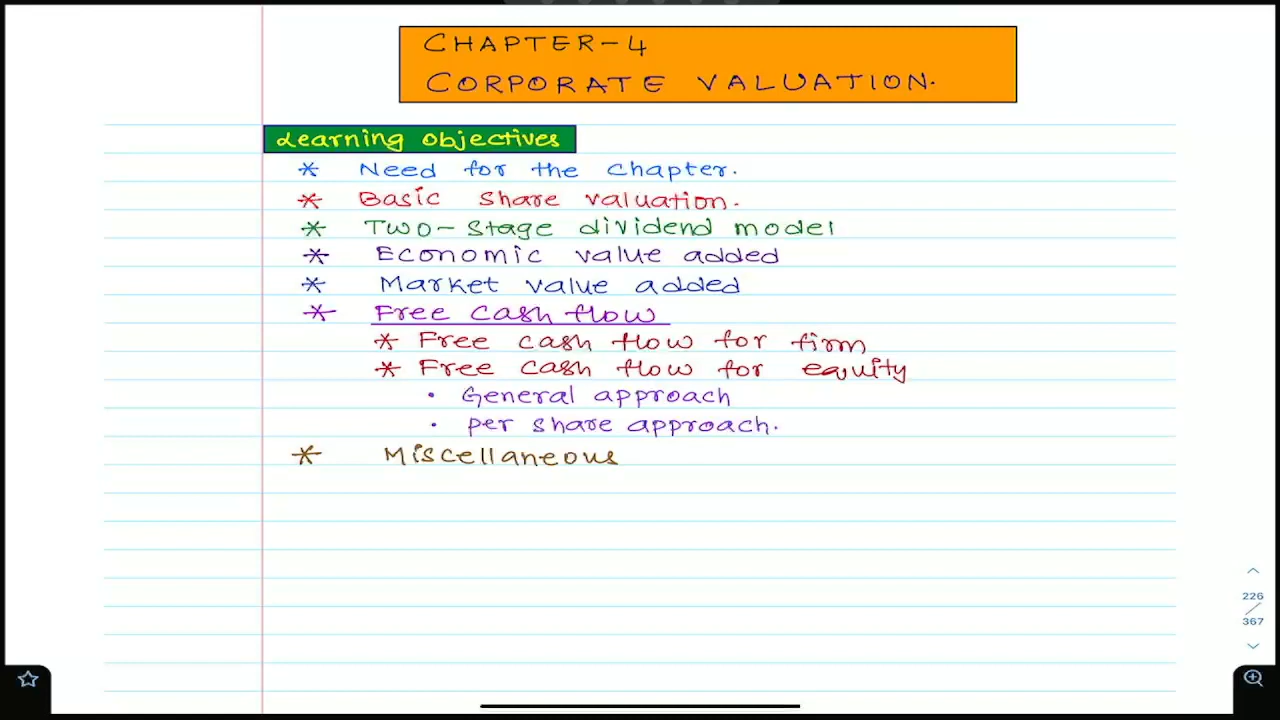 CHAPTER-4
CORPORATE VALUATION.
Learning Objectives
* Need for the chapter.
* Basic share valuation.
* Two-stage dividend model
* Economic value added
* Market value added
* Free cash flow
* Free cash flow for firm
* Free cash flow for equity
• General approach
• per share approach.
* Miscellaneous
226
/
367